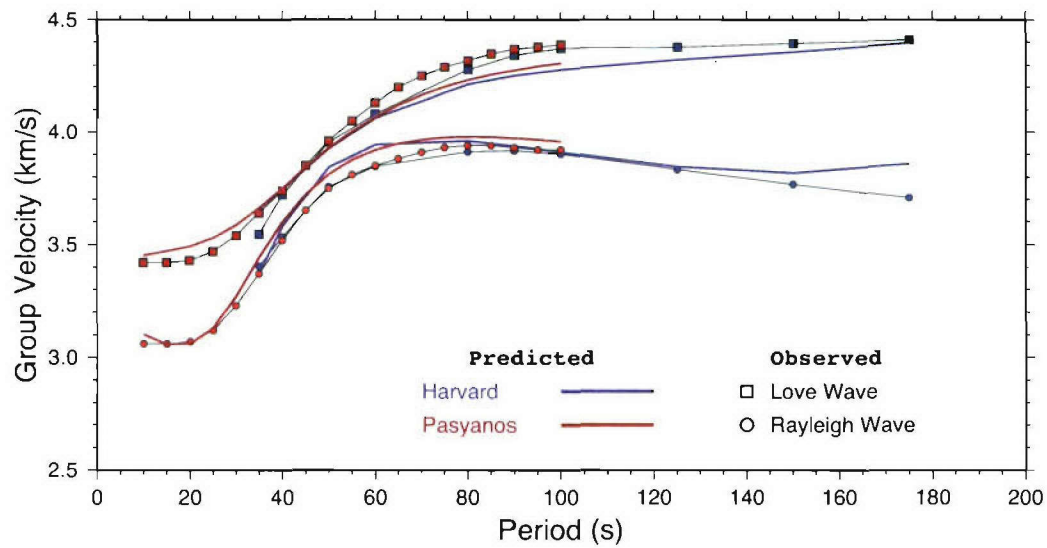 4.5
4.0
3.5
3.0
2.5
Group Velocity (km/s)
Predicted Observed
Harvard Love Wave
Pasyanos Rayleigh Wave
0 20 40 60 80 100 120 140 160 180 200
Period (s)